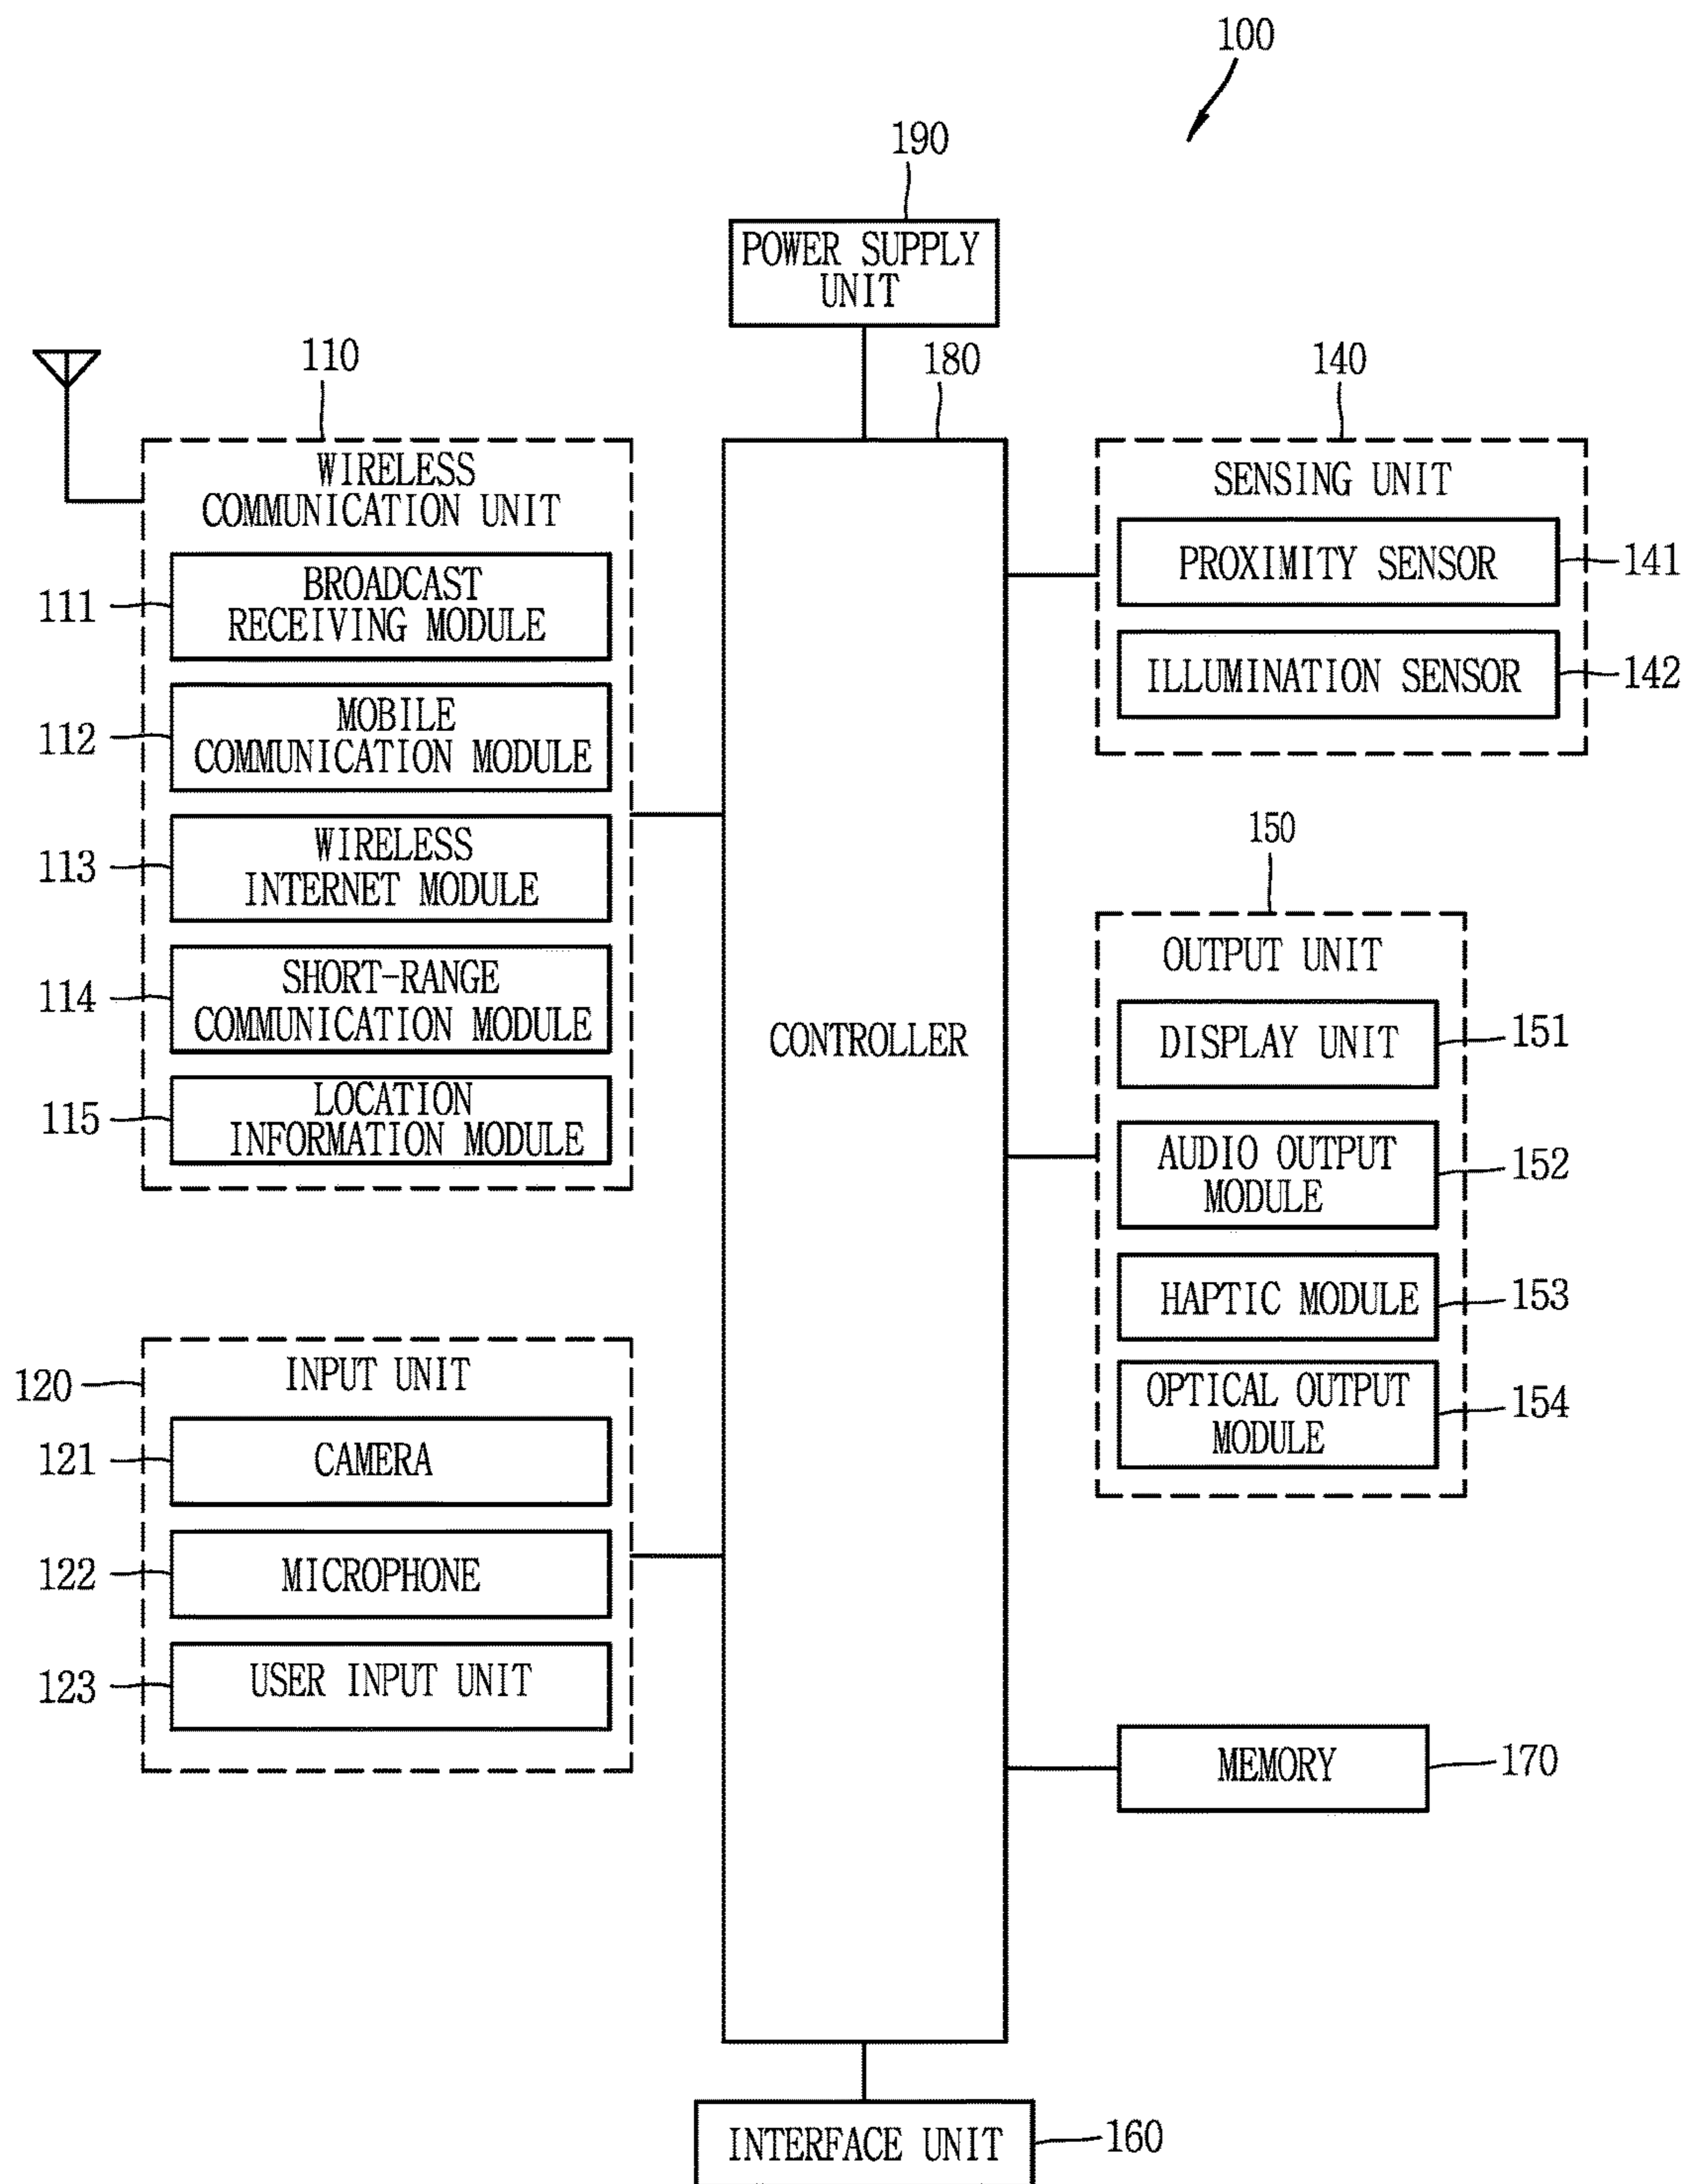 100
190
POWER SUPPLY
UNIT
110
180
140
WIRELESS
COMMUNICATION UNIT
111
BROADCAST
RECEIVING MODULE
112
MOBILE
COMMUNICATION MODULE
113
WIRELESS
INTERNET MODULE
114
SHORT-RANGE
COMMUNICATION MODULE
115
LOCATION
INFORMATION MODULE
120
INPUT UNIT
121
CAMERA
122
MICROPHONE
123
USER INPUT UNIT
CONTROLLER
SENSING UNIT
PROXIMITY SENSOR
141
ILLUMINATION SENSOR
142
150
OUTPUT UNIT
DISPLAY UNIT
151
AUDIO OUTPUT
MODULE
152
HAPTIC MODULE
153
OPTICAL OUTPUT
MODULE
154
MEMORY
170
INTERFACE UNIT
160